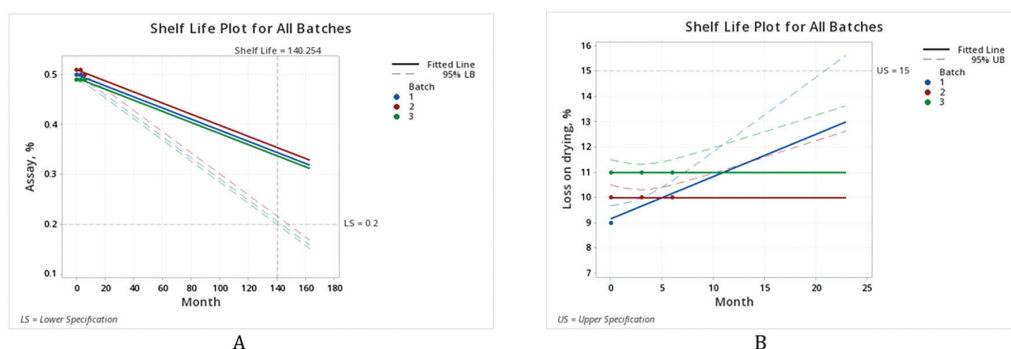 Shelf Life Plot for All Batches
Shelf Life = 140.254
Assay, %
0.5
0.4
0.3
0.2
0.1
LS = 0.2
0 20 40 60 80 100 120 140 160 180
Month
Fitted Line
95% LB
Batch
1
2
3
LS = Lower Specification
A
Shelf Life Plot for All Batches
Loss on drying, %
16
15
14
13
12
11
10
9
8
7
US = 15
0 5 10 15 20 25
Month
Fitted Line
95% UB
Batch
1
2
3
US = Upper Specification
B